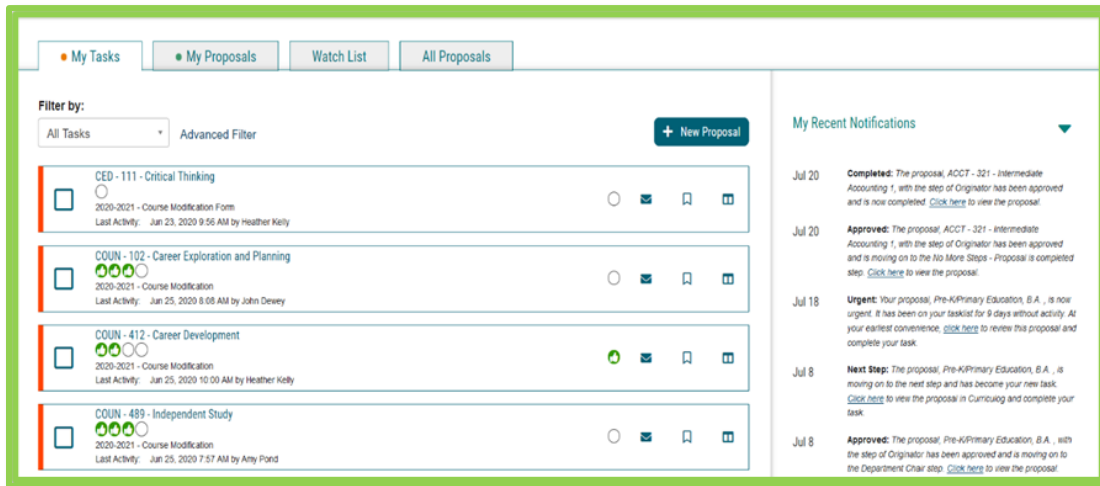 My Tasks
My Proposals
Watch List
All Proposals
Filter by:
All Tasks
Advanced Filter
+ New Proposal
CED - 111 - Critical Thinking
2020-2021 - Course Modification Form
Last Activity: Jun 23, 2020 9:56 AM by Heather Kelly
COUN - 102 - Career Exploration and Planning
2020-2021 - Course Modification
Last Activity: Jun 25, 2020 8:08 AM by John Dewey
COUN - 412 - Career Development
2020-2021 - Course Modification
Last Activity: Jun 25, 2020 10:00 AM by Heather Kelly
COUN - 489 - Independent Study
2020-2021 - Course Modification
Last Activity: Jun 25, 2020 7:57 AM by Amy Pond
My Recent Notifications
Jul 20
Completed: The proposal, ACCT - 321 - Intermediate
Accounting 1, with the step of Originator has been approved
and is now completed. Click here to view the proposal.
Jul 20
Approved: The proposal, ACCT - 321 - Intermediate
Accounting 1, with the step of Originator has been approved
and is moving on to the No More Steps - Proposal is completed
step. Click here to view the proposal.
Jul 18
Urgent: Your proposal, Pre-K/Primary Education, B.A. , is now
urgent. It has been on your tasklist for 9 days without activity. At
your earliest convenience, click here to review this proposal and
complete your task.
Jul 8
Next Step: The proposal, Pre-K/Primary Education, B.A. , is
moving on to the next step and has become your new task.
Click here to view the proposal in Curriculog and complete your
task.
Jul 8
Approved: The proposal, Pre-K/Primary Education, B.A. , with
the step of Originator has been approved and is moving on to
the Department Chair step. Click here to view the proposal.